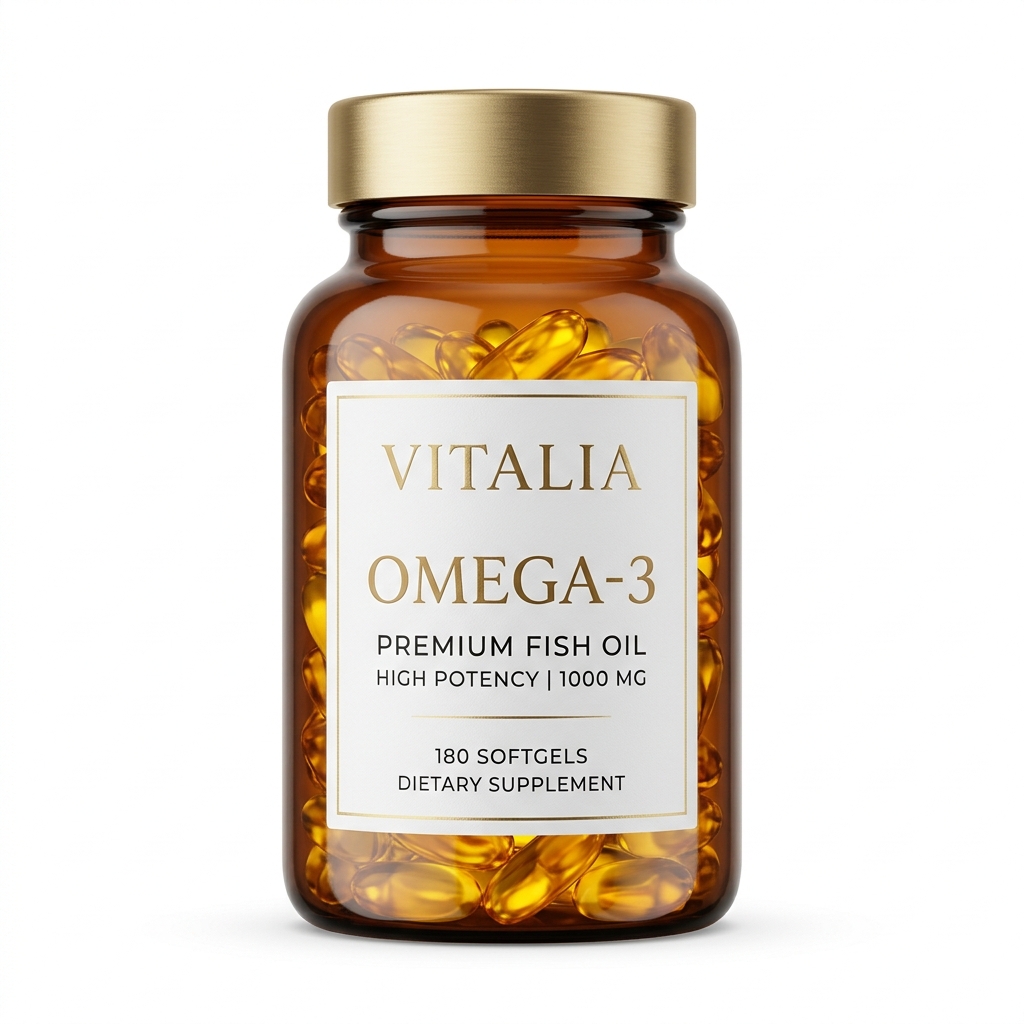 VITALIA
OMEGA-3
PREMIUM FISH OIL
HIGH POTENCY | 1000 MG
180 SOFTGELS
DIETARY SUPPLEMENT